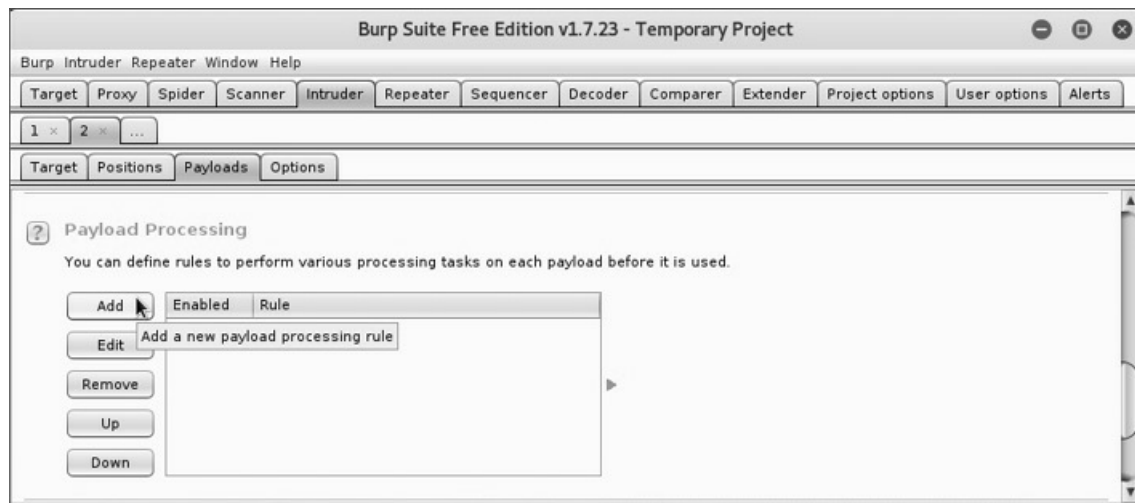 Burp Suite Free Edition v1.7.23 - Temporary Project
Burp Intruder Repeater Window Help
Target Proxy Spider Scanner Intruder Repeater Sequencer Decoder Comparer Extender Project options User options Alerts
1 × 2 × ...
Target Positions Payloads Options
? Payload Processing
You can define rules to perform various processing tasks on each payload before it is used.
Add Enabled Rule
Add a new payload processing rule
Edit
Remove
Up
Down